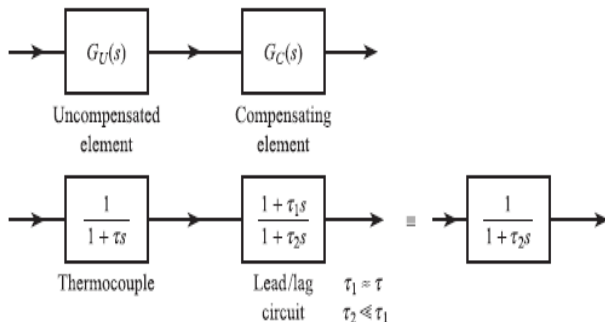 G_U(s)
G_C(s)
Uncompensated
element
Compensating
element
1
1 + τs
1 + τ₁s
1 + τ₂s
≡
1
1 + τ₂s
Thermocouple
Lead/lag
circuit
τ₁ ≈ τ
τ₂ ≪ τ₁